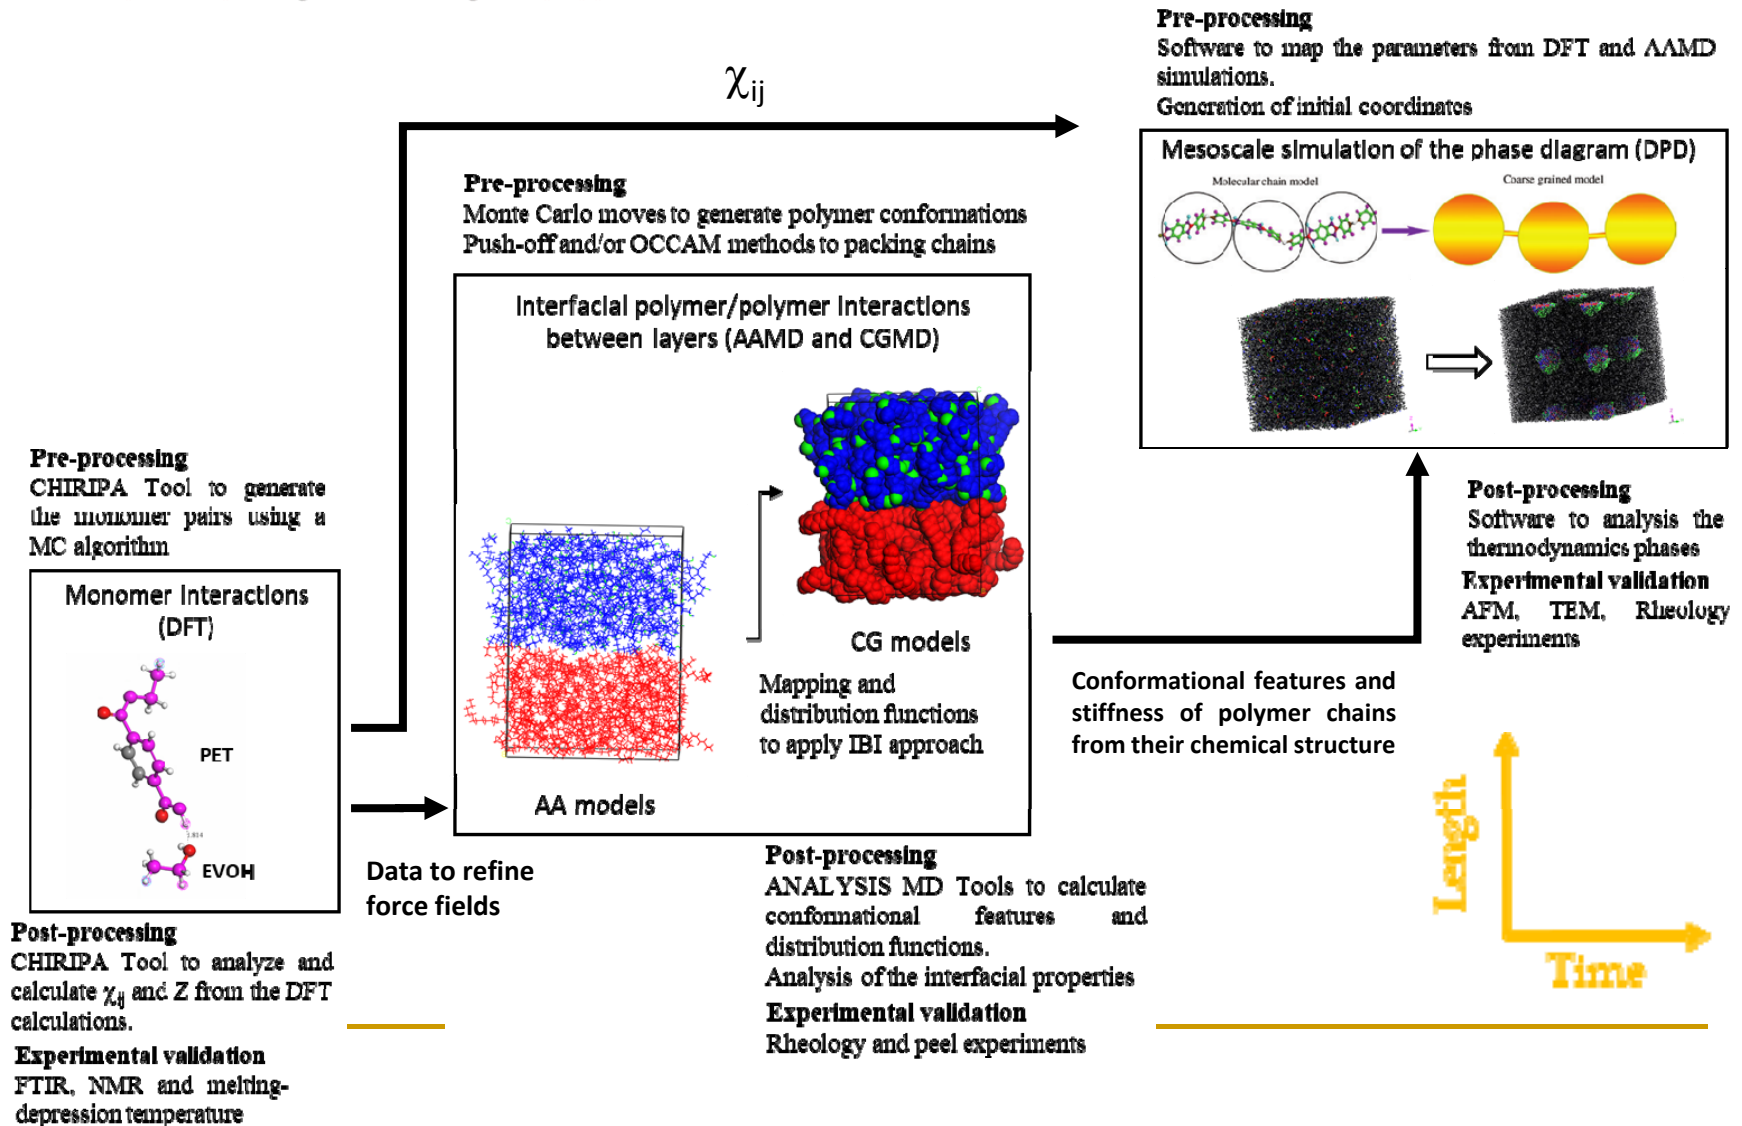 Pre-processing
Software to map the parameters from DFT and AAMD
simulations.
Generation of initial coordinates
χij
Mesoscale simulation of the phase diagram (DPD)
Molecular chain model
Coarse grained model
Pre-processing
Monte Carlo moves to generate polymer conformations
Push-off and/or OCCAM methods to packing chains
Interfacial polymer/polymer Interactions
between layers (AAMD and CGMD)
Pre-processing
CHIRIPA Tool to generate
the monomer pairs using a
MC algorithm
Monomer Interactions
(DFT)
PET
1.814
EVOH
AA models
CG models
Mapping and
distribution functions
to apply IBI approach
Data to refine
force fields
Conformational features and
stiffness of polymer chains
from their chemical structure
Post-processing
Software to analysis the
thermodynamics phases
Experimental validation
AFM, TEM, Rheology
experiments
Post-processing
CHIRIPA Tool to analyze and
calculate χij and Z from the DFT
calculations.
Experimental validation
FTIR, NMR and melting-
depression temperature
Post-processing
ANALYSIS MD Tools to calculate
conformational features and
distribution functions.
Analysis of the interfacial properties
Experimental validation
Rheology and peel experiments
Length
Time